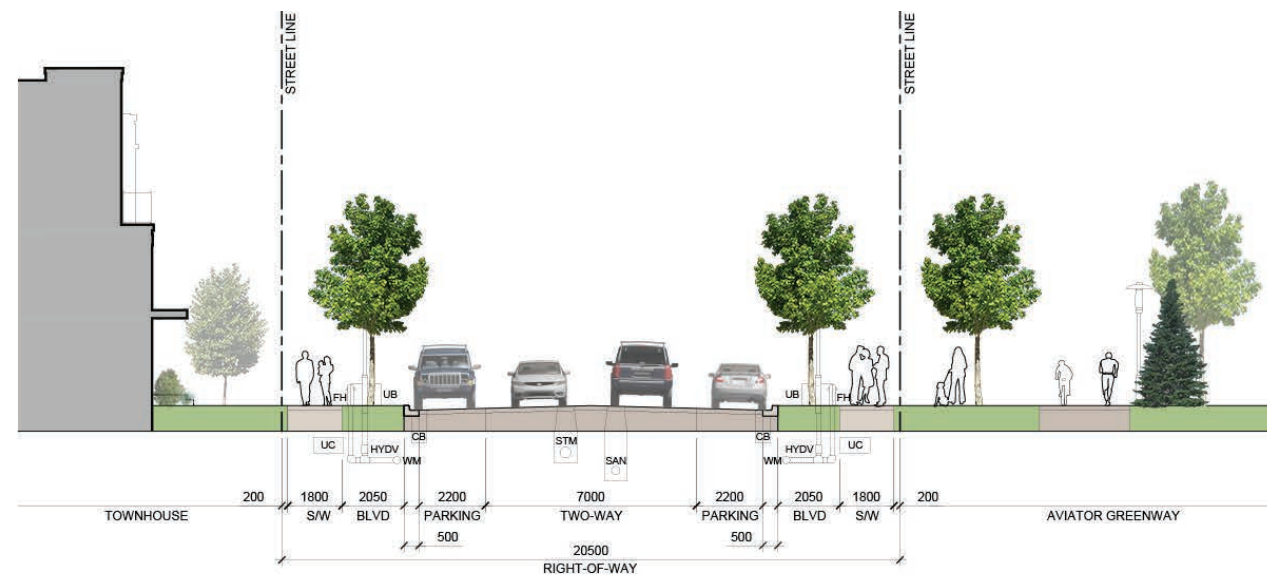 STREET LINE
STREET LINE
FH
UB
UB
FH
CB
UC
HYDV
WM
STM
SAN
CB
HYDV
WM
UC
200
1800
2050
2200
7000
2200
2050
1800
200
TOWNHOUSE
S/W
BLVD
PARKING
TWO-WAY
PARKING
BLVD
S/W
AVIATOR GREENWAY
500
500
20500
RIGHT-OF-WAY